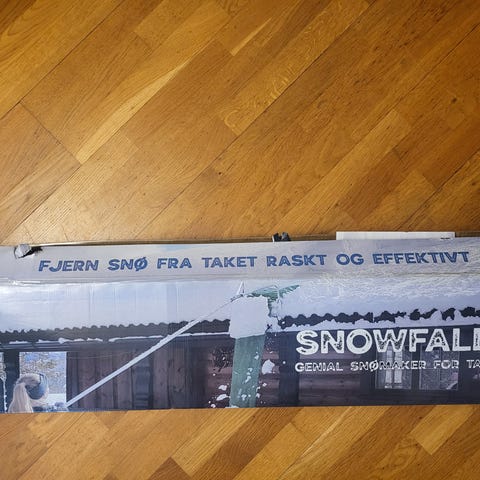 FJERN SNØ FRA TAKET RASKT OG EFFEKTIVT
SNOWFALL
GENIAL SNØMAKER FOR TA